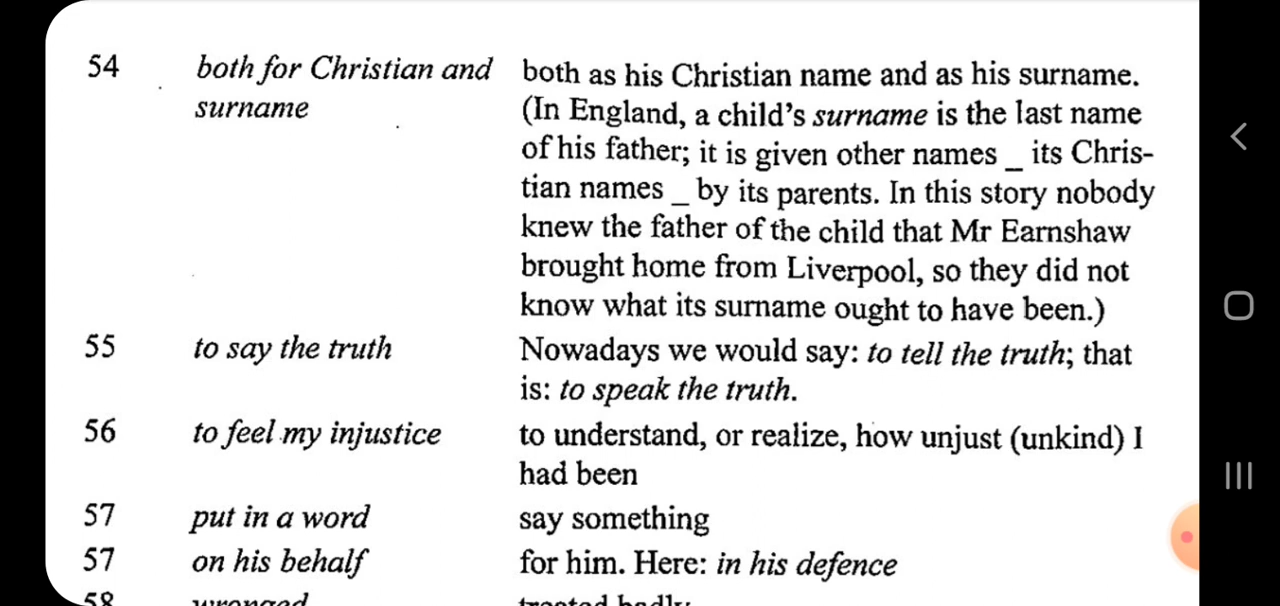 54 both for Christian and both as his Christian name and as his surname.
surname (In England, a child's surname is the last name
of his father; it is given other names _ its Chris-
tian names _ by its parents. In this story nobody
knew the father of the child that Mr Earnshaw
brought home from Liverpool, so they did not
know what its surname ought to have been.)
55 to say the truth Nowadays we would say: to tell the truth; that
is: to speak the truth.
56 to feel my injustice to understand, or realize, how unjust (unkind) I
had been
57 put in a word say something
57 on his behalf for him. Here: in his defence
58 wronged treated badly